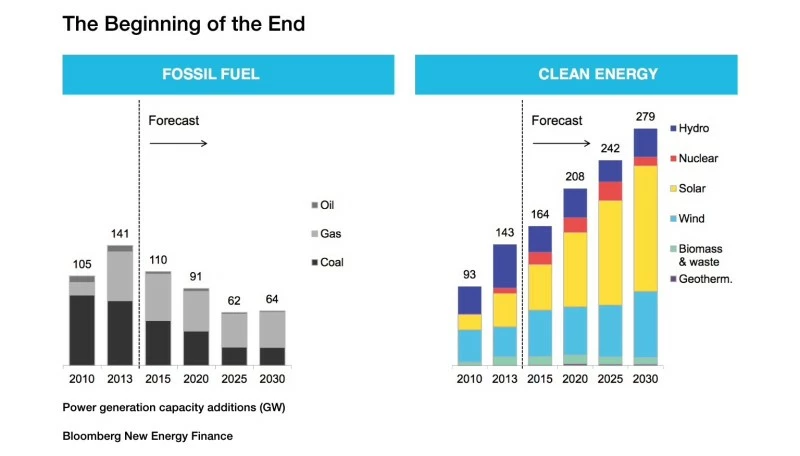 The Beginning of the End
FOSSIL FUEL
Forecast
105
141
110
91
62
64
Oil
Gas
Coal
2010 2013 2015 2020 2025 2030
CLEAN ENERGY
Forecast
93
143
164
208
242
279
Hydro
Nuclear
Solar
Wind
Biomass
& waste
Geotherm.
2010 2013 2015 2020 2025 2030
Power generation capacity additions (GW)
Bloomberg New Energy Finance